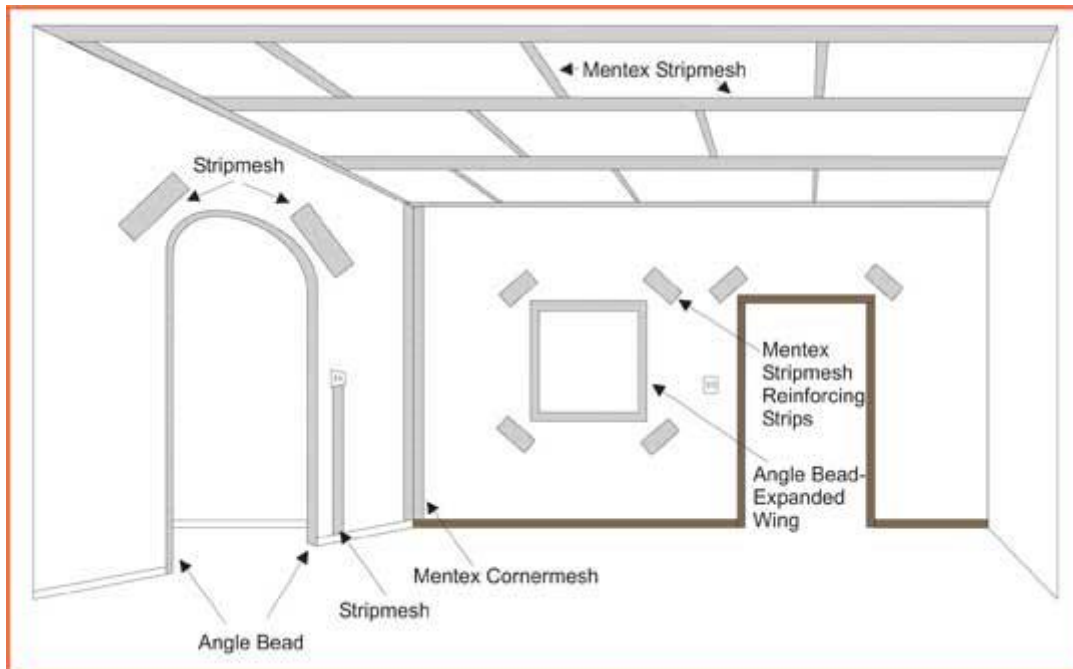 Mentex Stripmesh
Stripmesh
Mentex
Stripmesh
Reinforcing
Strips
Angle Bead-
Expanded
Wing
Mentex Cornermesh
Stripmesh
Angle Bead